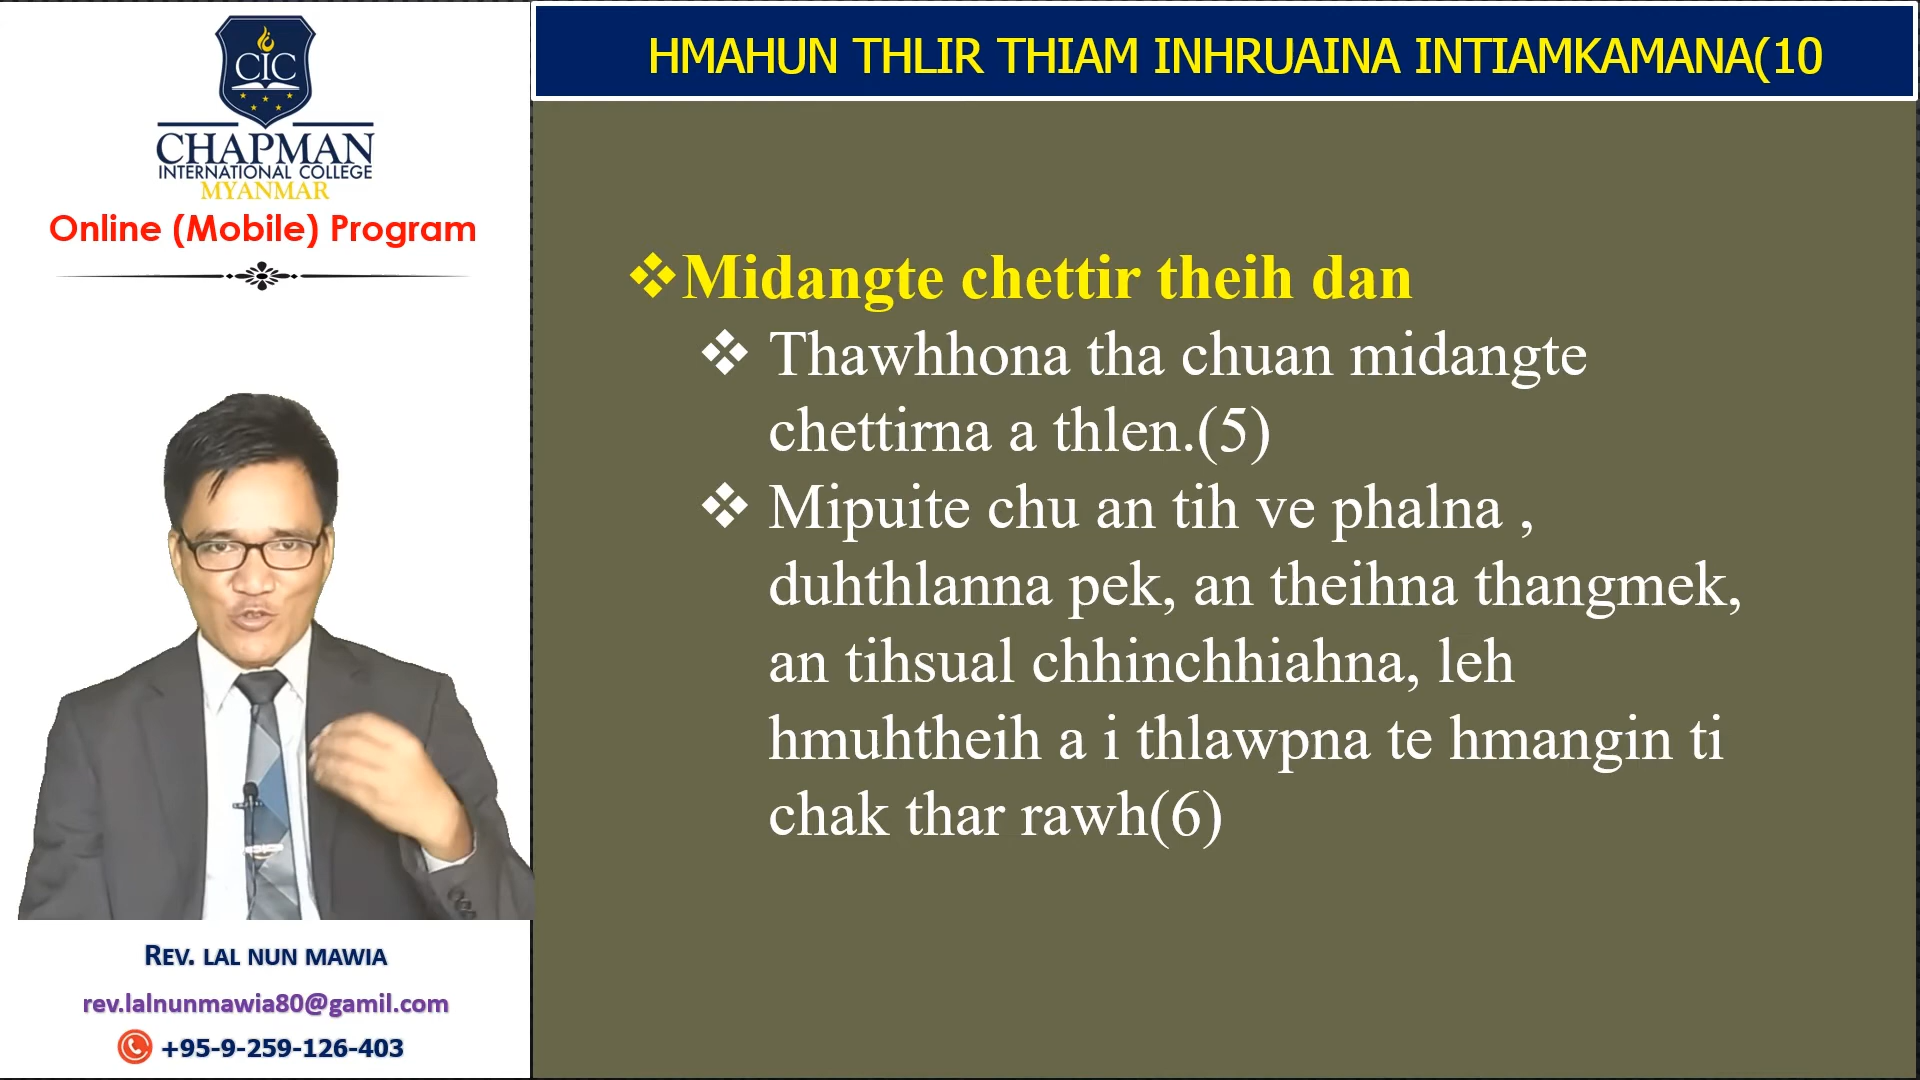 CIC
CHAPMAN
INTERNATIONAL COLLEGE
MYANMAR
Online (Mobile) Program
REV. LAL NUN MAWIA
rev.lalnunmawia80@gamil.com
+95-9-259-126-403
HMAHUN THLIR THIAM INHRUAINA INTIAMKAMANA(10
❖Midangte chettir theih dan
❖ Thawhhona tha chuan midangte
chettirna a thlen.(5)
❖ Mipuite chu an tih ve phalna ,
duhthlanna pek, an theihna thangmek,
an tihsual chhinchhiahna, leh
hmuhtheih a i thlawpna te hmangin ti
chak thar rawh(6)